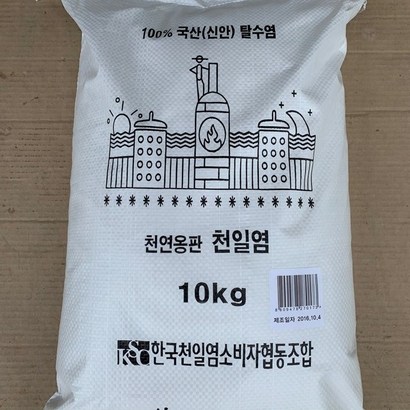 100% 국산(신안) 탈수염
천연옹판 천일염
10kg
제조일자 2018.10.4
한국천일염소비자협동조합